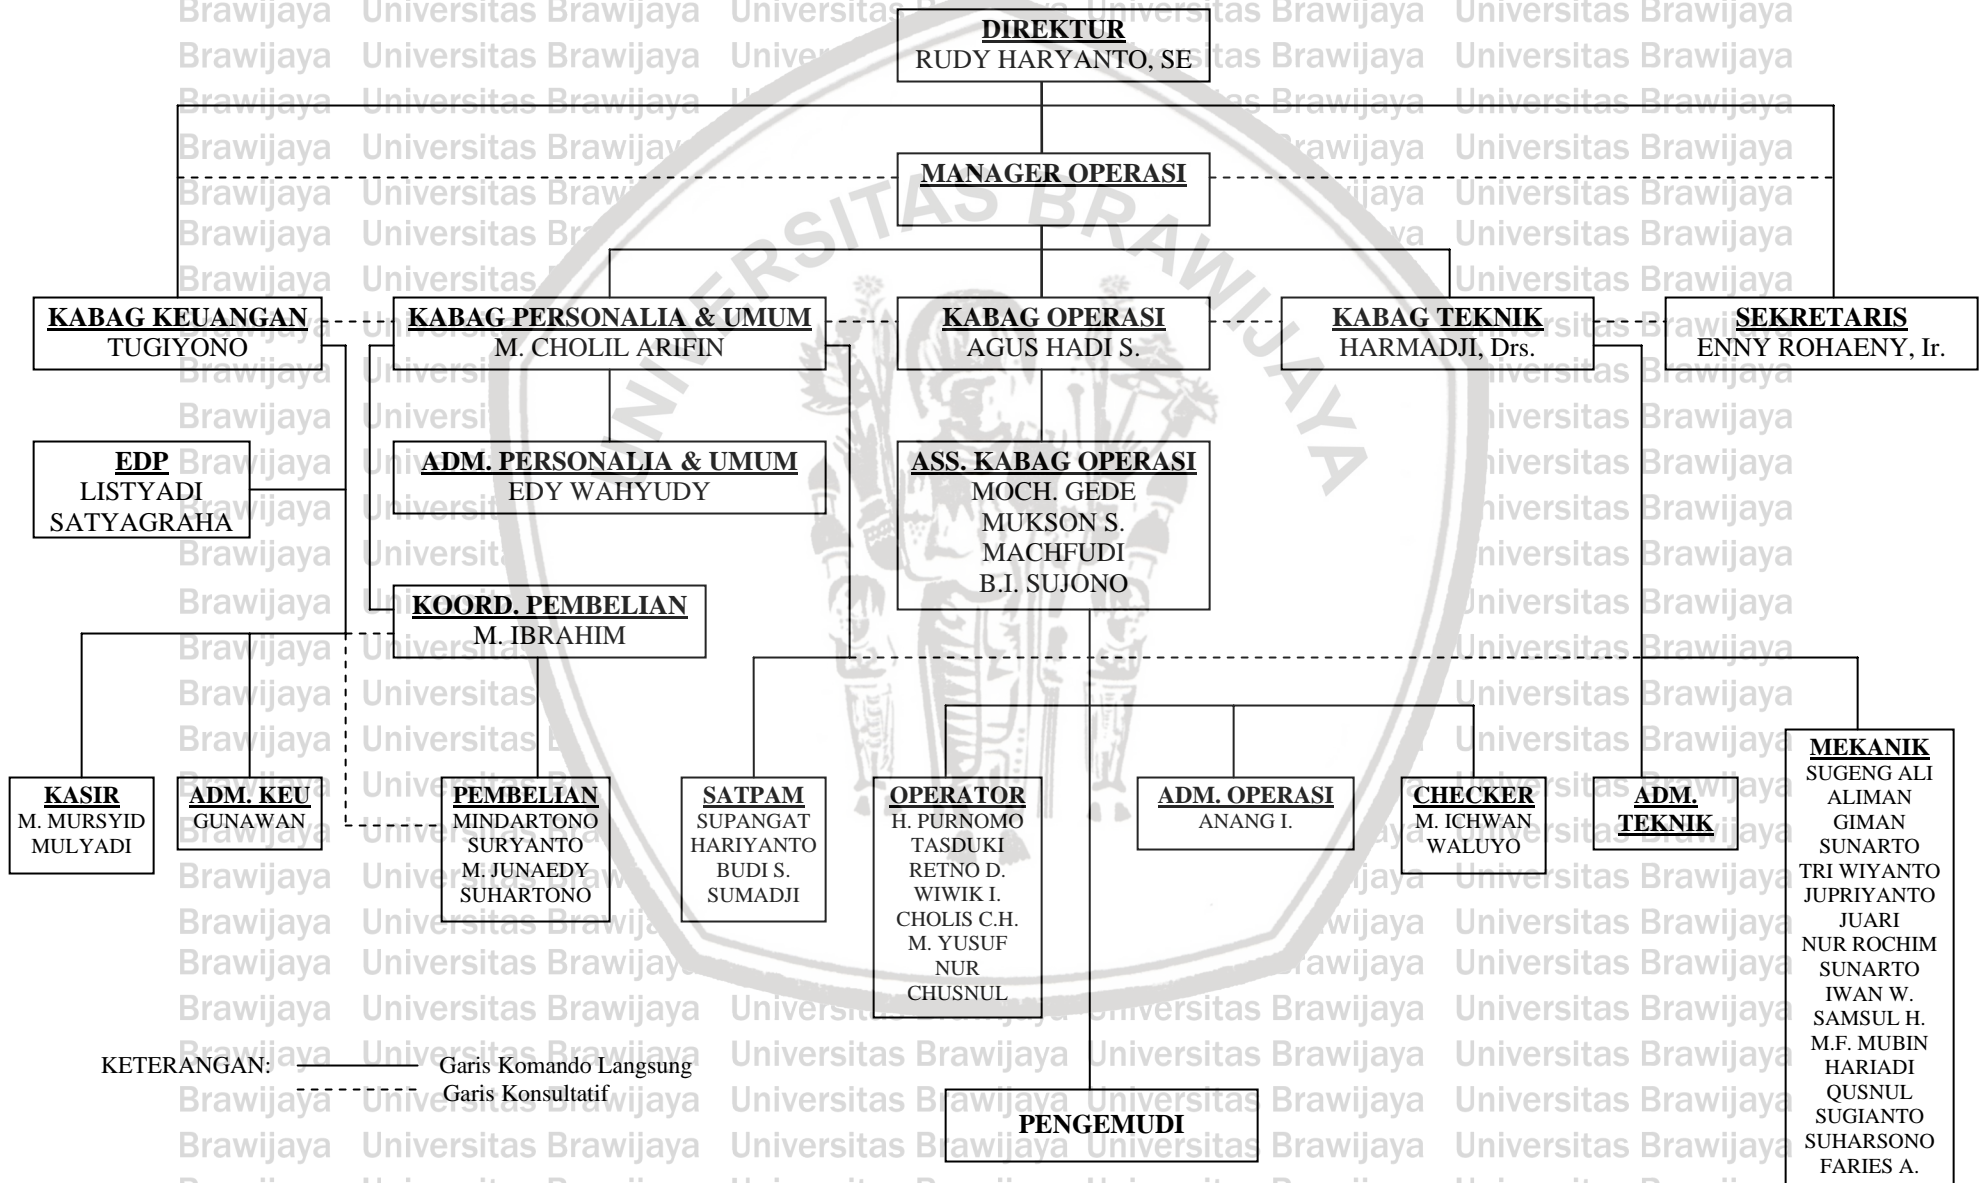 DIREKTUR
RUDY HARYANTO, SE
MANAGER OPERASI
KABAG KEUANGAN
TUGIYONO
KABAG PERSONALIA & UMUM
M. CHOLIL ARIFIN
KABAG OPERASI
AGUS HADI S.
KABAG TEKNIK
HARMADJI, Drs.
SEKRETARIS
ENNY ROHAENY, Ir.
EDP
LISTYADI
SATYAGRAHA
ADM. PERSONALIA & UMUM
EDY WAHYUDY
ASS. KABAG OPERASI
MOCH. GEDE
MUKSON S.
MACHFUDI
B.I. SUJONO
KOORD. PEMBELIAN
M. IBRAHIM
KASIR
M. MURSYID
MULYADI
ADM. KEU
GUNAWAN
PEMBELIAN
MINDARTONO
SURYANTO
M. JUNAEDY
SUHARTONO
SATPAM
SUPANGAT
HARIYANTO
BUDI S.
SUMADJI
OPERATOR
H. PURNOMO
TASDUKI
RETNO D.
WIWIK I.
CHOLIS C.H.
M. YUSUF
NUR
CHUSNUL
ADM. OPERASI
ANANG I.
CHECKER
M. ICHWAN
WALUYO
ADM.
TEKNIK
MEKANIK
SUGENG ALI
ALIMAN
GIMAN
SUNARTO
TRI WIYANTO
JUPRIYANTO
JUARI
NUR ROCHIM
SUNARTO
IWAN W.
SAMSUL H.
M.F. MUBIN
HARIADI
QUSNUL
SUGIANTO
SUHARSONO
FARIES A.
KETERANGAN:
Garis Komando Langsung
Garis Konsultatif
PENGEMUDI
UNIVERSITAS BRAWIJAYA